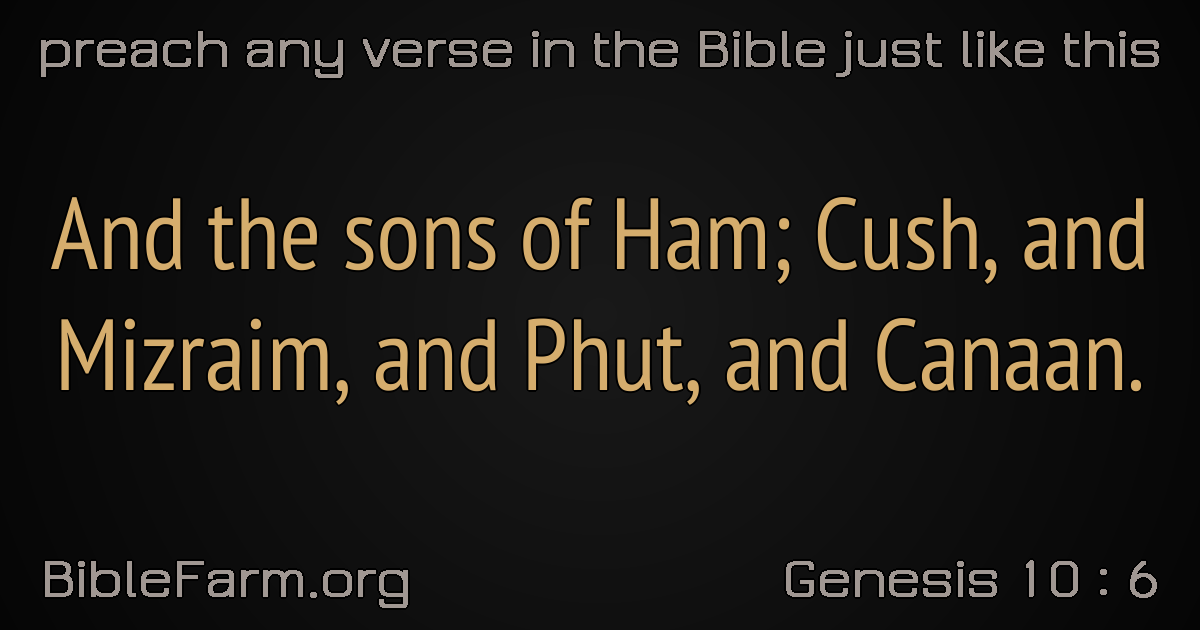 preach any verse in the Bible just like this
And the sons of Ham; Cush, and
Mizraim, and Phut, and Canaan.
BibleFarm.org
Genesis 10 : 6